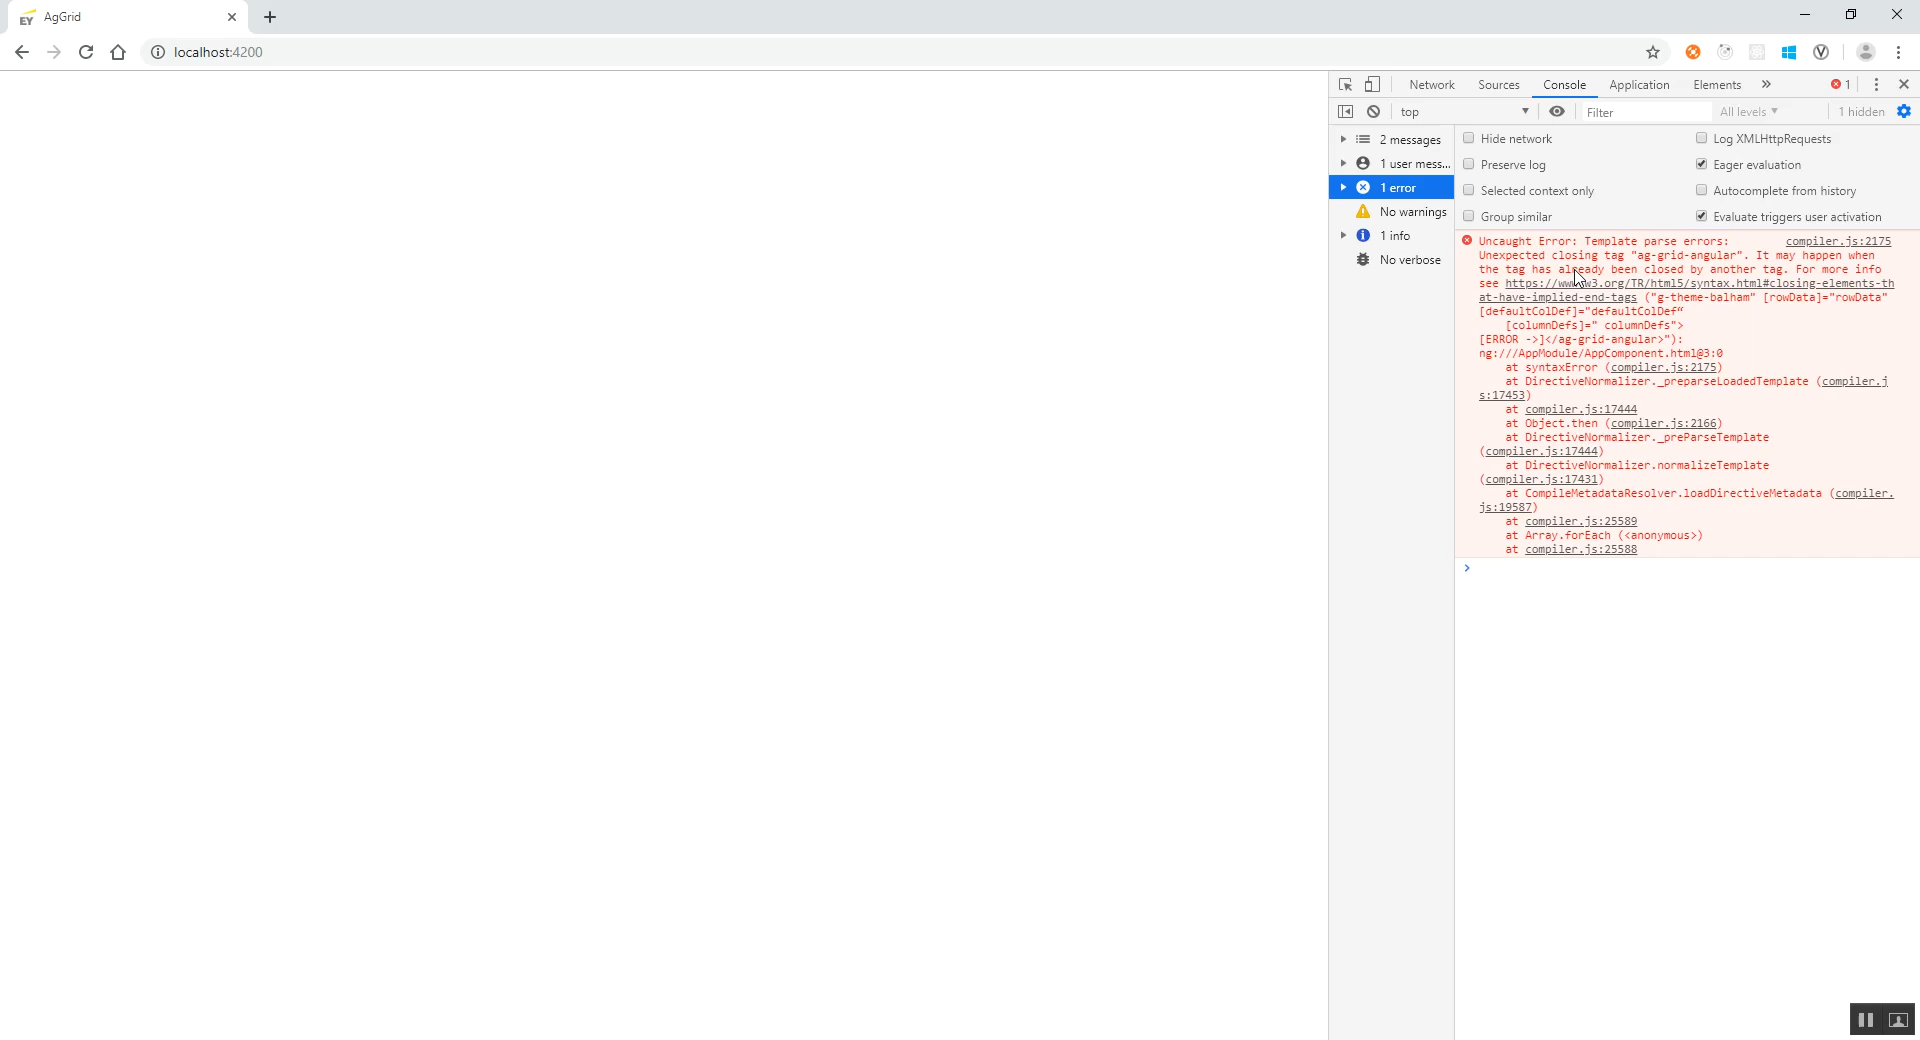 EY AgGrid
localhost:4200
Network Sources Console Application Elements 1
top Filter All levels 1 hidden
2 messages
1 user mess...
1 error
No warnings
1 info
No verbose
Hide network Log XMLHttpRequests
Preserve log Eager evaluation
Selected context only Autocomplete from history
Group similar Evaluate triggers user activation
Uncaught Error: Template parse errors: compiler.js:2175
Unexpected closing tag "ag-grid-angular". It may happen when
the tag has already been closed by another tag. For more info
see https://www.w3.org/TR/html5/syntax.html#closing-elements-th
at-have-implied-end-tags ("g-theme-balham" [rowData]="rowData"
[defaultColDef]="defaultColDef“
[columnDefs]=" columnDefs">
[ERROR ->]</ag-grid-angular>"):
ng:///AppModule/AppComponent.html@3:0
at syntaxError (compiler.js:2175)
at DirectiveNormalizer._preparseLoadedTemplate (compiler.j
s:17453)
at compiler.js:17444
at Object.then (compiler.js:2166)
at DirectiveNormalizer._preParseTemplate
(compiler.js:17444)
at DirectiveNormalizer.normalizeTemplate
(compiler.js:17431)
at CompileMetadataResolver.loadDirectiveMetadata (compiler.
js:19587)
at compiler.js:25589
at Array.forEach (<anonymous>)
at compiler.js:25588